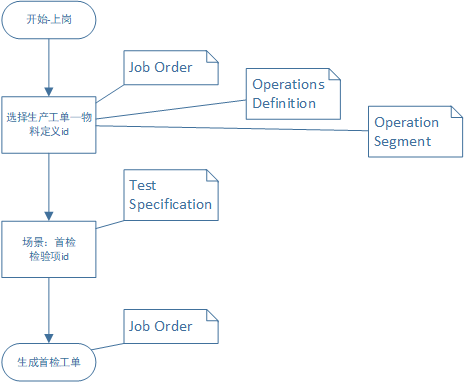 开始-上岗
Job Order
Operations
Definition
选择生产工单—物
料定义id
Operation
Segment
Test
Specification
场景：首检
检验项id
Job Order
生成首检工单